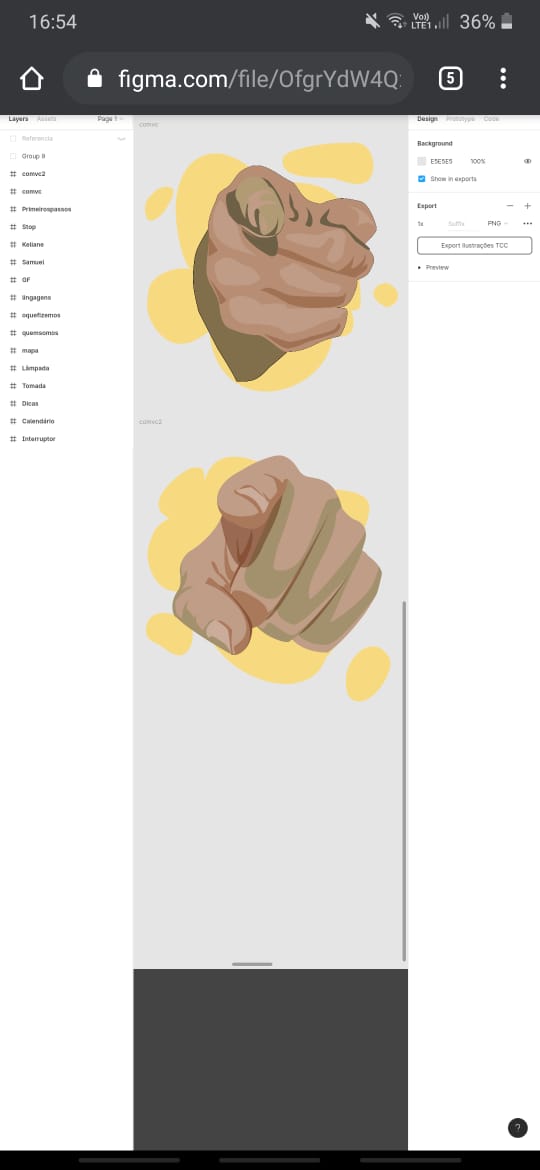 16:54
Vo)) LTE1
36%
figma.com/file/OfgrYdW4Q
5
Layers
Assets
Page 1
Referencia
Group 9
comvc2
comvc
Primeirospassos
Stop
Keliane
Samuel
GF
lingagens
oquefizemos
quemsomos
mapa
Lâmpada
Tomada
Dicas
Calendário
Interruptor
comvc
comvc2
Design
Prototype
Code
Background
E5E5E5
100%
Show in exports
Export
1x
Suffix
PNG
Export Ilustrações TCC
Preview
?